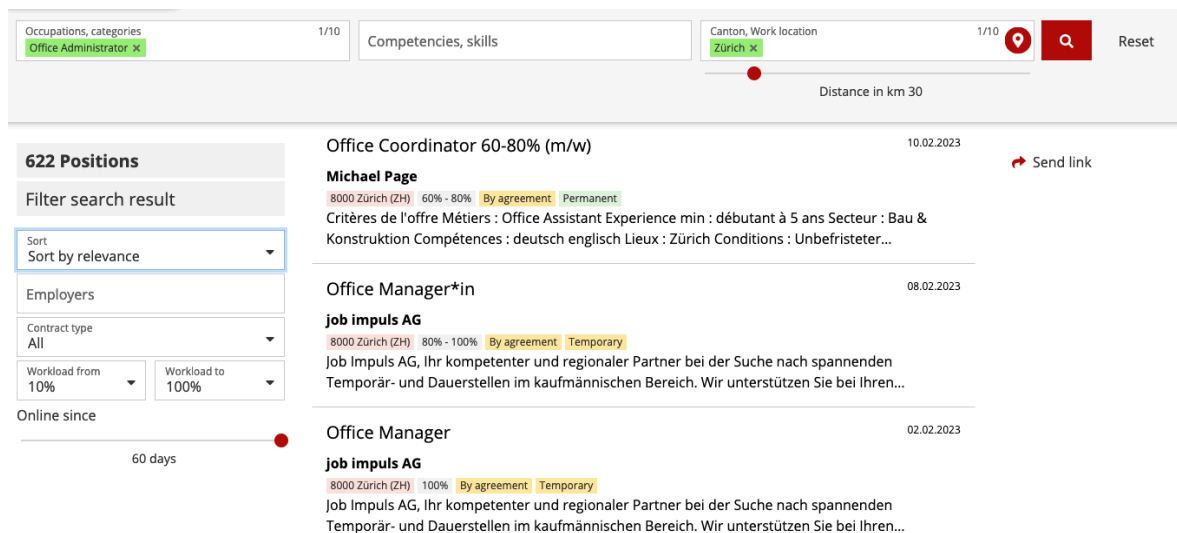 Occupations, categories 1/10
Office Administrator ×
Competencies, skills
Canton, Work location 1/10
Zürich ×
Reset
Distance in km 30
622 Positions
Filter search result
Sort
Sort by relevance
Employers
Contract type
All
Workload from
10%
Workload to
100%
Online since
60 days
Office Coordinator 60-80% (m/w) 10.02.2023
Michael Page
8000 Zürich (ZH) 60% - 80% By agreement Permanent
Critères de l'offre Métiers : Office Assistant Experience min : débutant à 5 ans Secteur : Bau &
Konstruktion Compétences : deutsch englisch Lieux : Zürich Conditions : Unbefristeter...
Office Manager*in 08.02.2023
job impuls AG
8000 Zürich (ZH) 80% - 100% By agreement Temporary
Job Impuls AG, Ihr kompetenter und regionaler Partner bei der Suche nach spannenden
Temporär- und Dauerstellen im kaufmännischen Bereich. Wir unterstützen Sie bei Ihren...
Office Manager 02.02.2023
job impuls AG
8000 Zürich (ZH) 100% By agreement Temporary
Job Impuls AG, Ihr kompetenter und regionaler Partner bei der Suche nach spannenden
Temporär- und Dauerstellen im kaufmännischen Bereich. Wir unterstützen Sie bei Ihren...
Send link